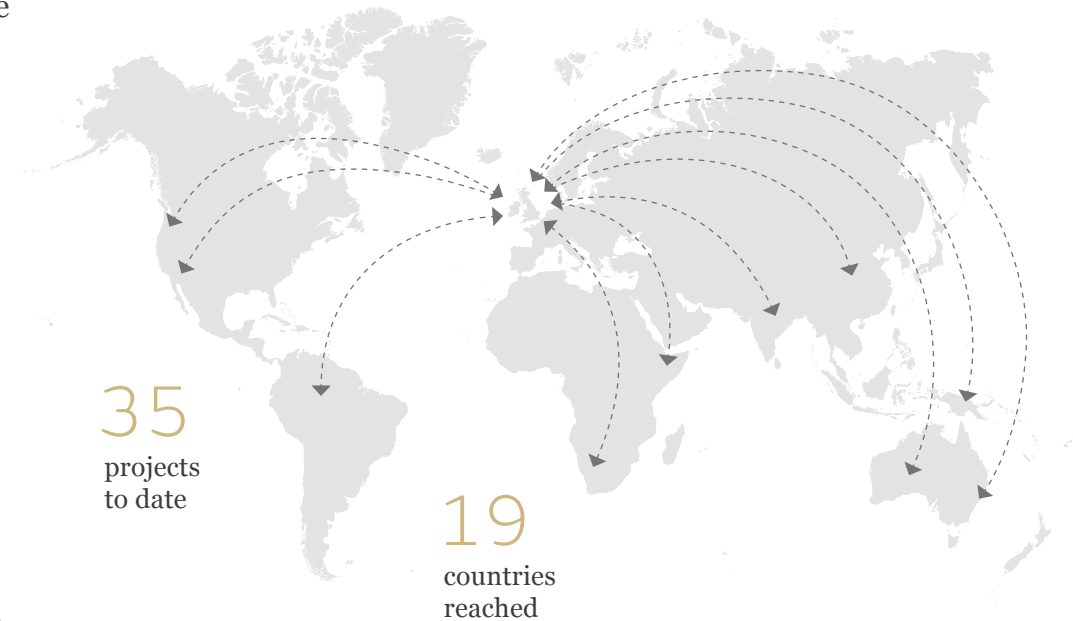 e
35
projects
to date
19
countries
reached